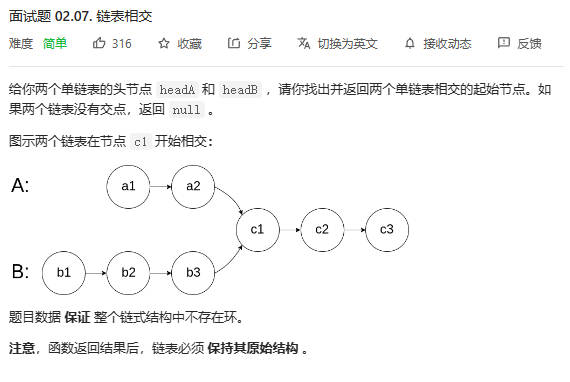 面试题 02.07. 链表相交
难度 简单 316 收藏 分享 切换为英文 接收动态 反馈
给你两个单链表的头节点 headA 和 headB ，请你找出并返回两个单链表相交的起始节点。如
果两个链表没有交点，返回 null 。
图示两个链表在节点 c1 开始相交：
A: a1 a2
c1 c2 c3
B: b1 b2 b3
题目数据 保证 整个链式结构中不存在环。
注意，函数返回结果后，链表必须 保持其原始结构 。